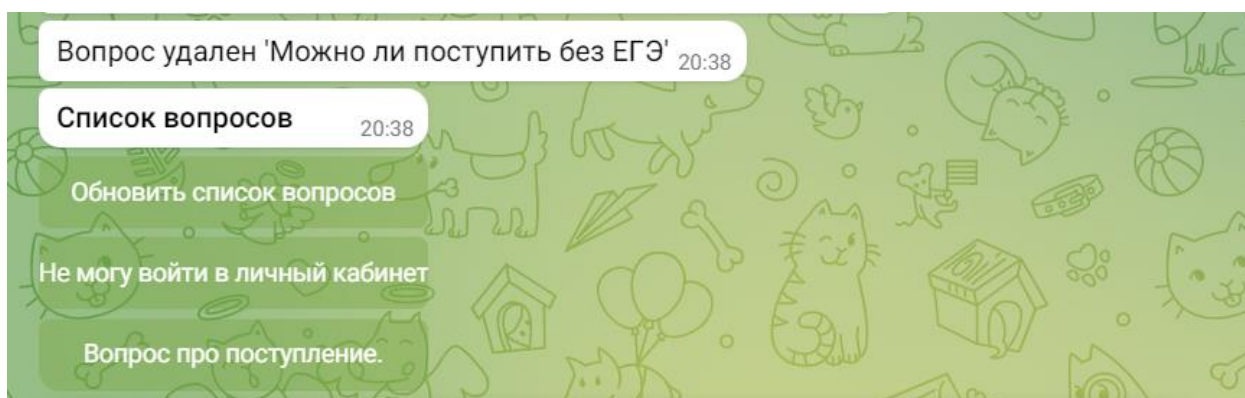 Вопрос удален 'Можно ли поступить без ЕГЭ' 20:38
Список вопросов 20:38
Обновить список вопросов
Не могу войти в личный кабинет
Вопрос про поступление.